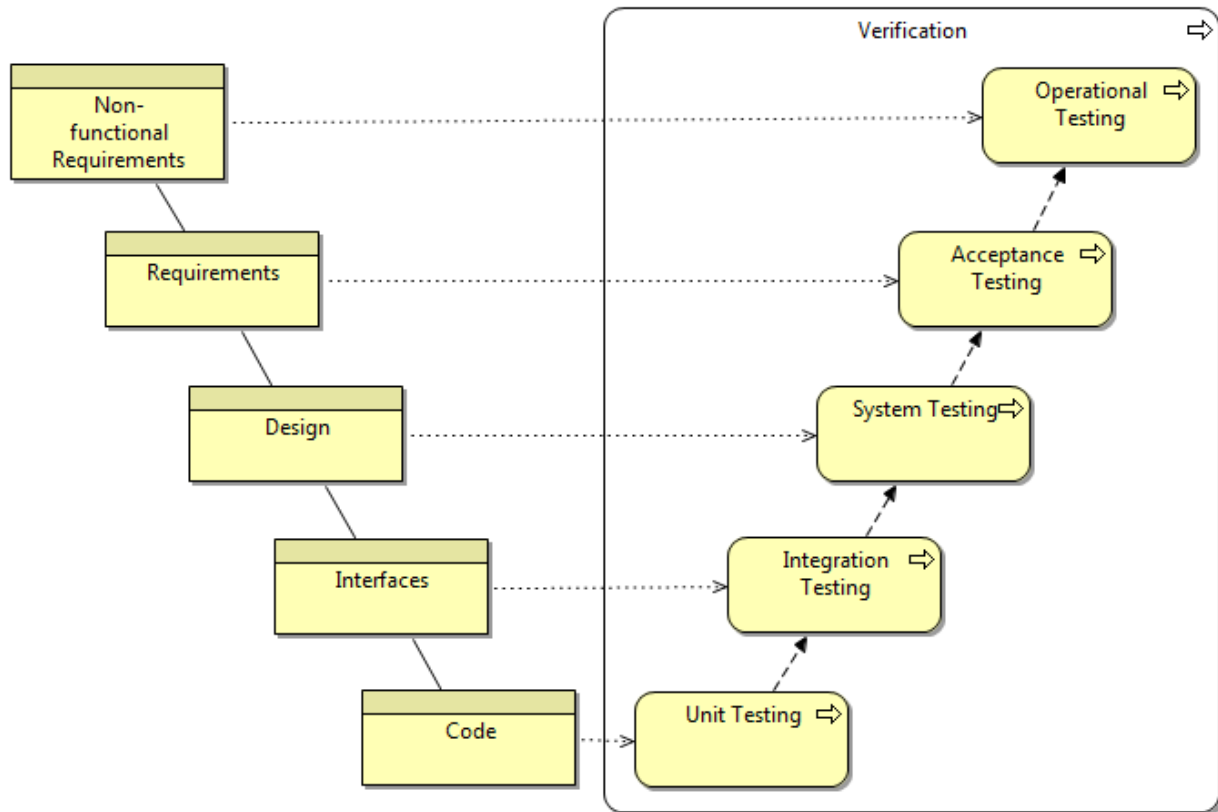 Verification
Non-
functional
Requirements
Operational
Testing
Requirements
Acceptance
Testing
Design
System Testing
Interfaces
Integration
Testing
Code
Unit Testing